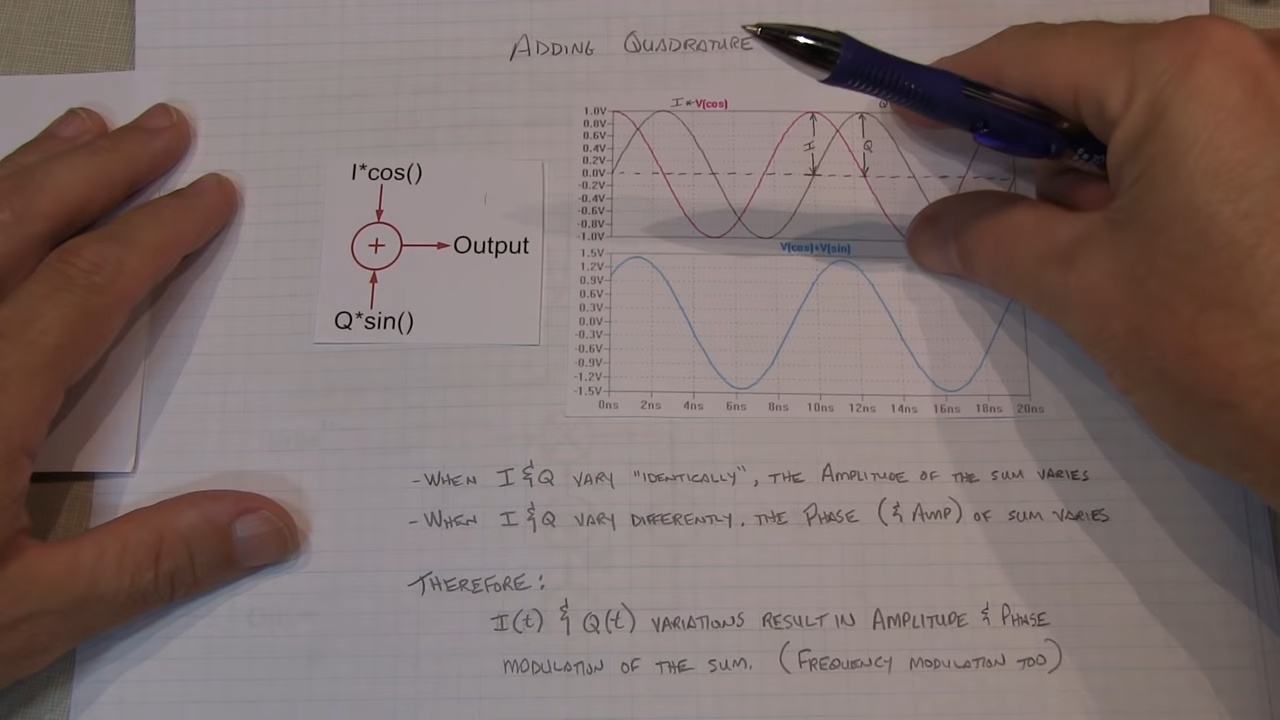 ADDING QUADRATURE
I*V(cos)
Q
1.0V
0.8V
0.6V
0.4V
0.2V
0.0V
-0.2V
-0.4V
-0.6V
-0.8V
-1.0V
I
Q
I*cos()
+
Output
Q*sin()
V(cos)+V(sin)
1.5V
1.2V
0.9V
0.6V
0.3V
0.0V
-0.3V
-0.6V
-0.9V
-1.2V
-1.5V
0ns 2ns 4ns 6ns 8ns 10ns 12ns 14ns 16ns 18ns 20ns
-WHEN I & Q VARY "IDENTICALLY", THE AMPLITUDE OF THE SUM VARIES
-WHEN I & Q VARY DIFFERENTLY. THE PHASE (& AMP) OF SUM VARIES
THEREFORE:
I(t) & Q(t) VARIATIONS RESULT IN AMPLITUDE & PHASE
MODULATION OF THE SUM. (FREQUENCY MODULATION TOO)